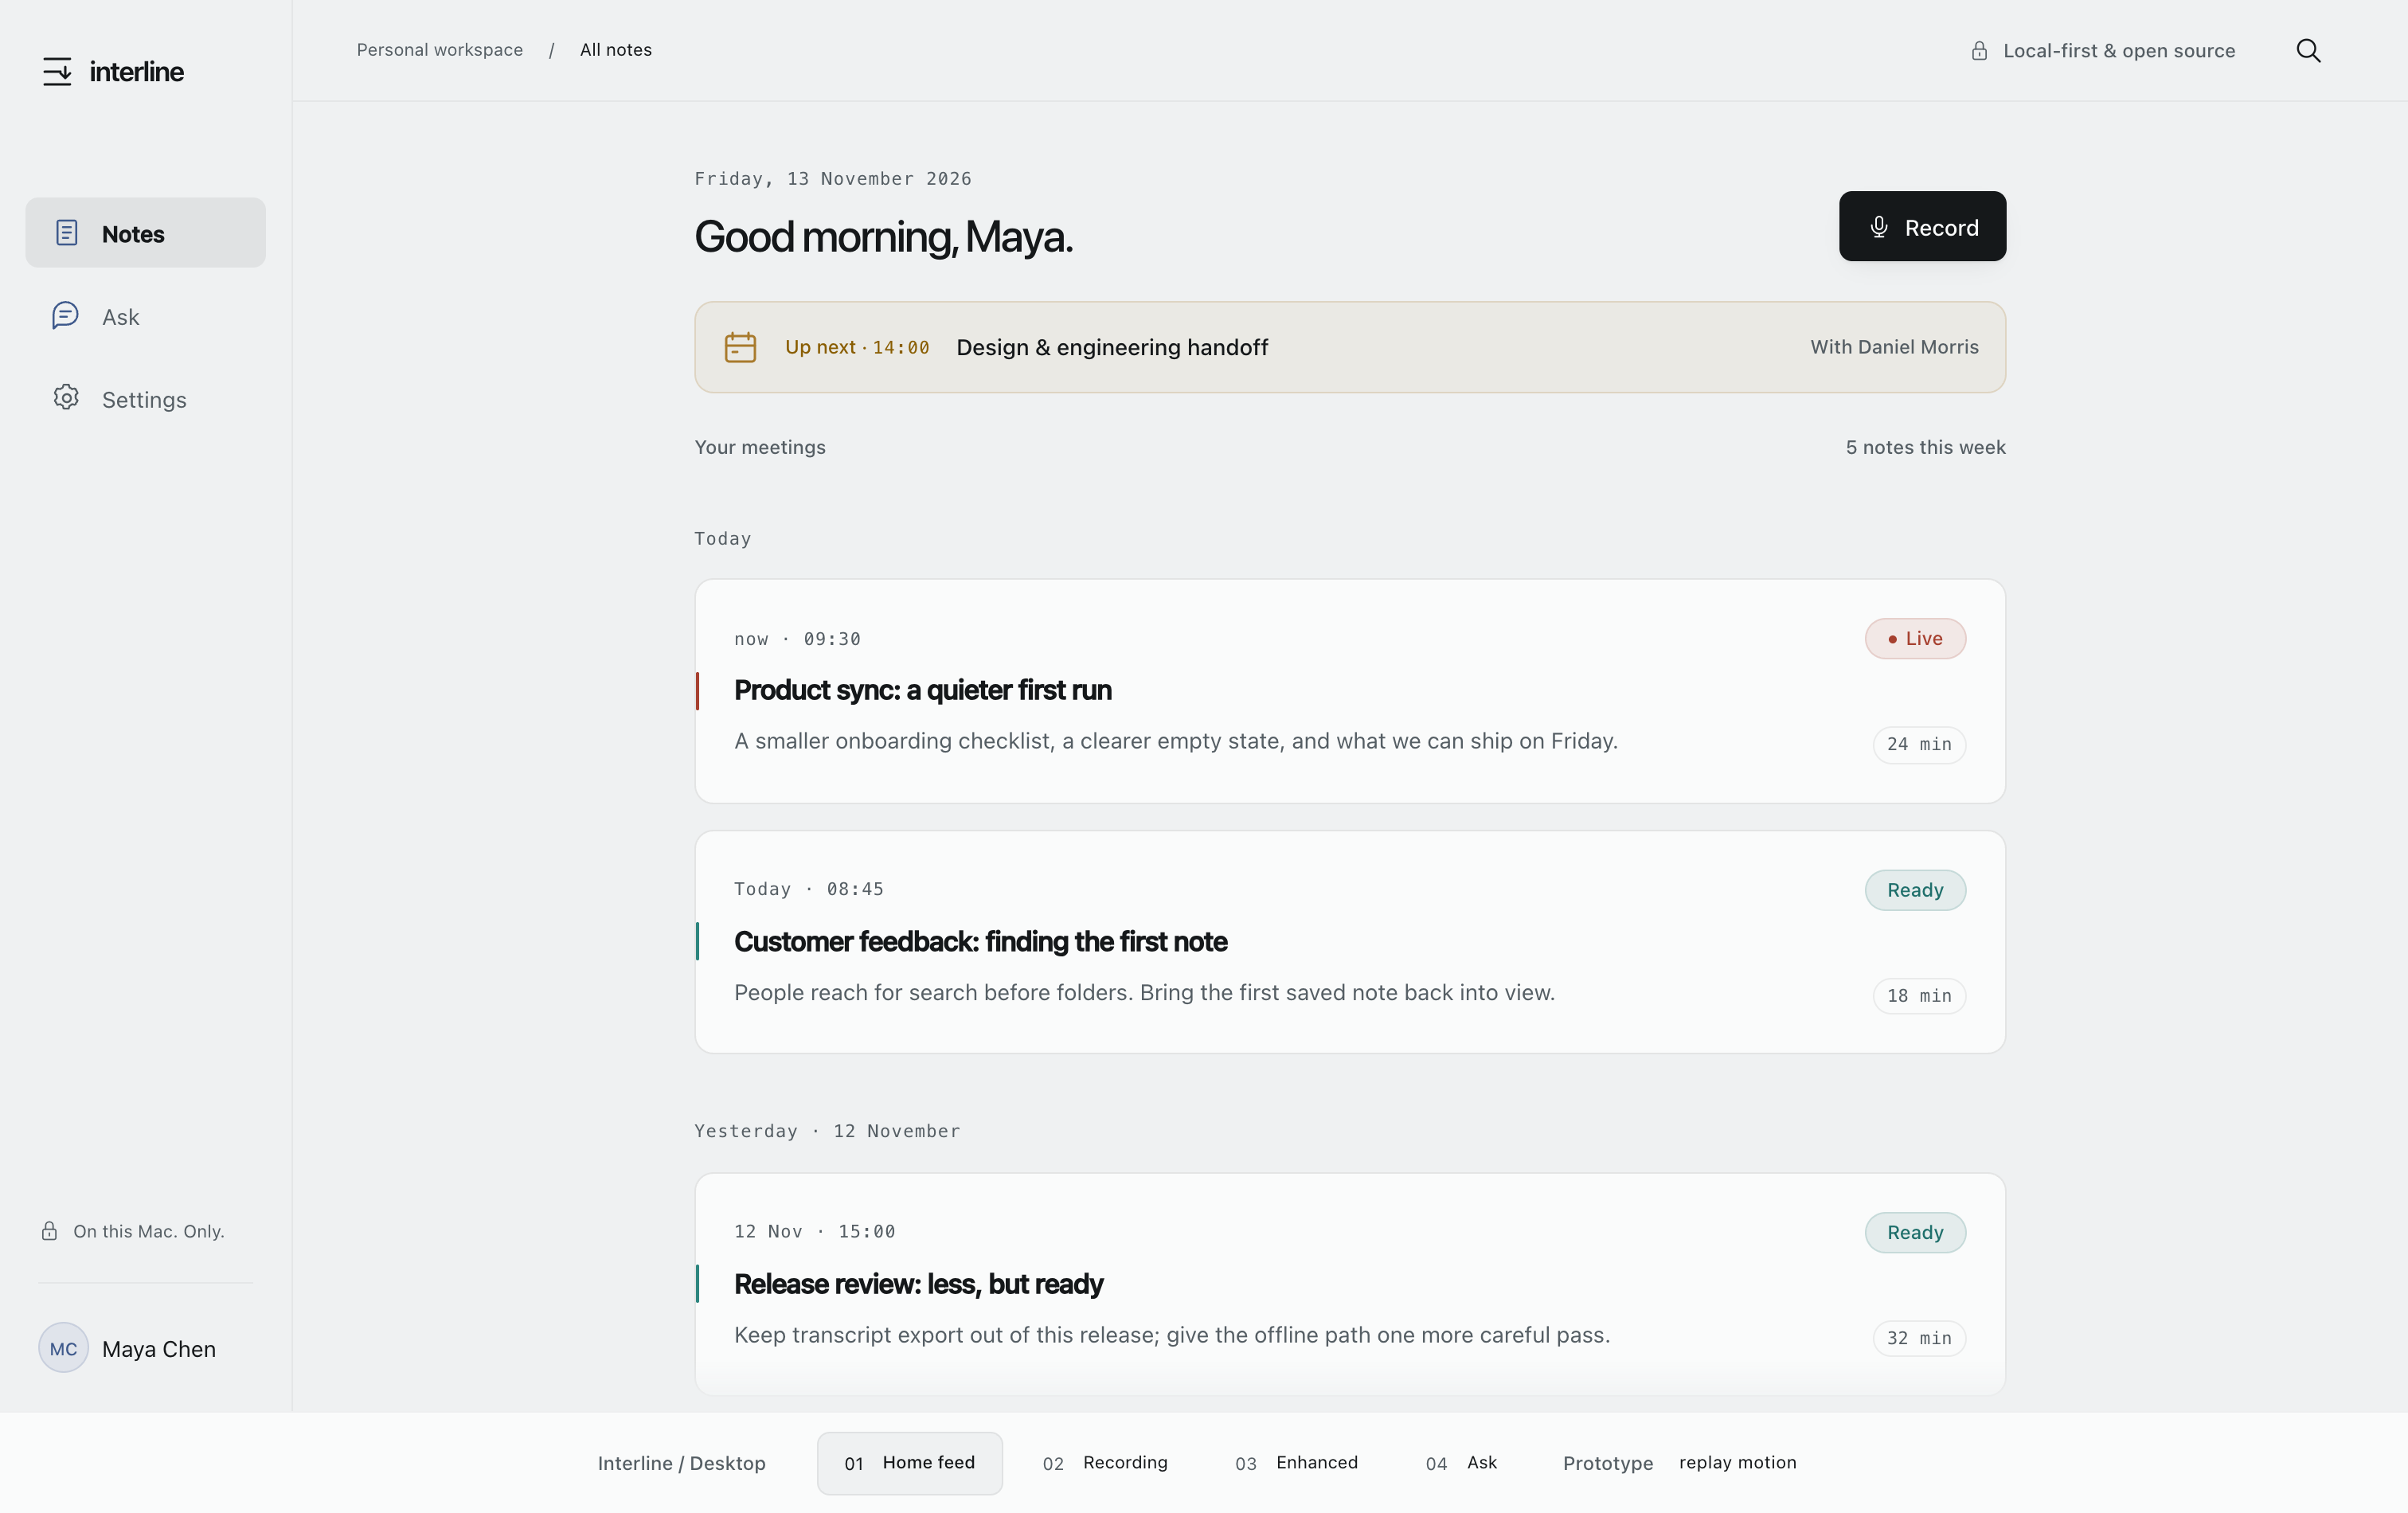 interline
Personal workspace / All notes
Local-first & open source
Notes
Ask
Settings
Friday, 13 November 2026
Good morning, Maya.
Record
Up next · 14:00 Design & engineering handoff With Daniel Morris
Your meetings
5 notes this week
Today
now · 09:30
Live
Product sync: a quieter first run
A smaller onboarding checklist, a clearer empty state, and what we can ship on Friday.
24 min
Today · 08:45
Ready
Customer feedback: finding the first note
People reach for search before folders. Bring the first saved note back into view.
18 min
Yesterday · 12 November
12 Nov · 15:00
Ready
Release review: less, but ready
Keep transcript export out of this release; give the offline path one more careful pass.
32 min
On this Mac. Only.
MC Maya Chen
Interline / Desktop 01 Home feed 02 Recording 03 Enhanced 04 Ask Prototype replay motion